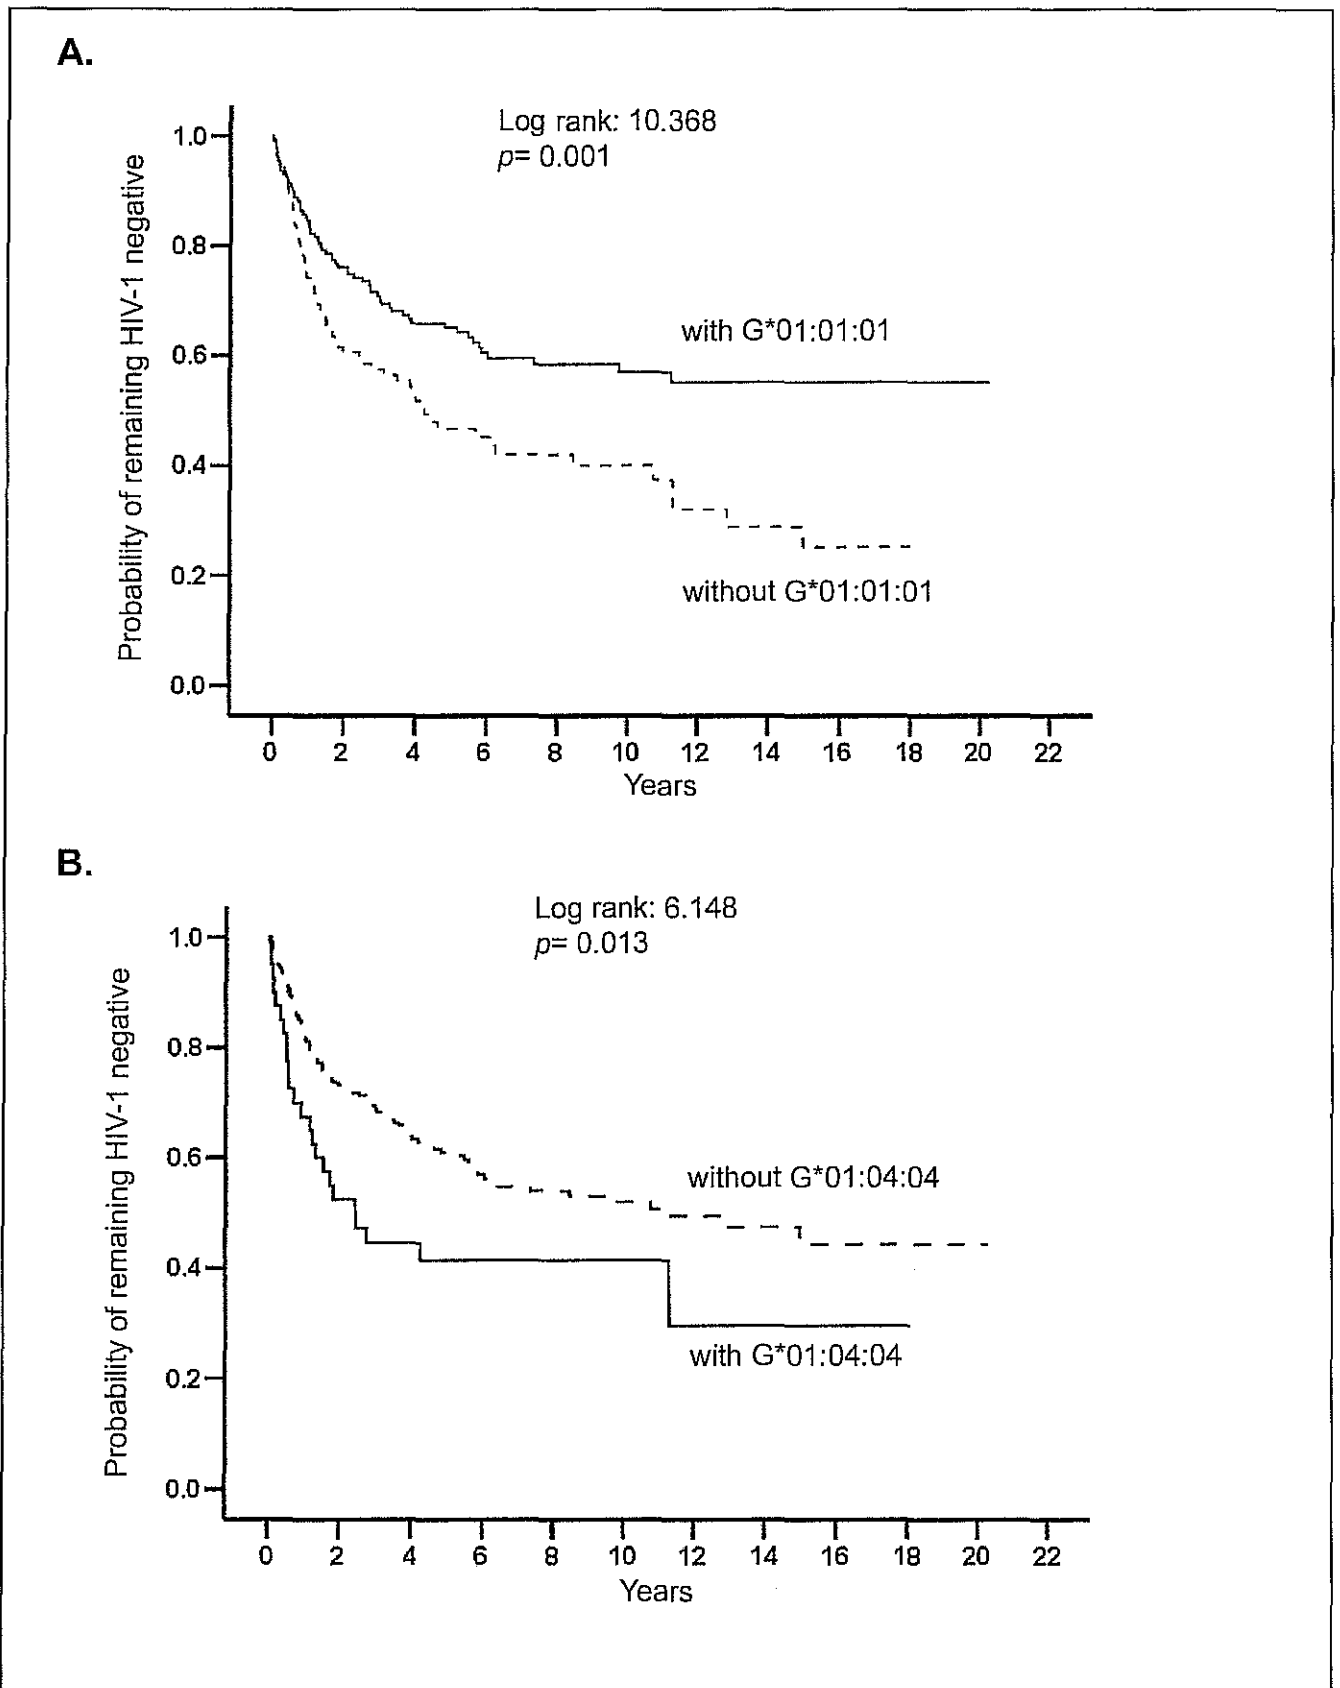 A.
Log rank: 10.368
p= 0.001
Probability of remaining HIV-1 negative
1.0
0.8
0.6
0.4
0.2
0.0
with G*01:01:01
without G*01:01:01
0 2 4 6 8 10 12 14 16 18 20 22
Years
B.
Log rank: 6.148
p= 0.013
Probability of remaining HIV-1 negative
1.0
0.8
0.6
0.4
0.2
0.0
without G*01:04:04
with G*01:04:04
0 2 4 6 8 10 12 14 16 18 20 22
Years